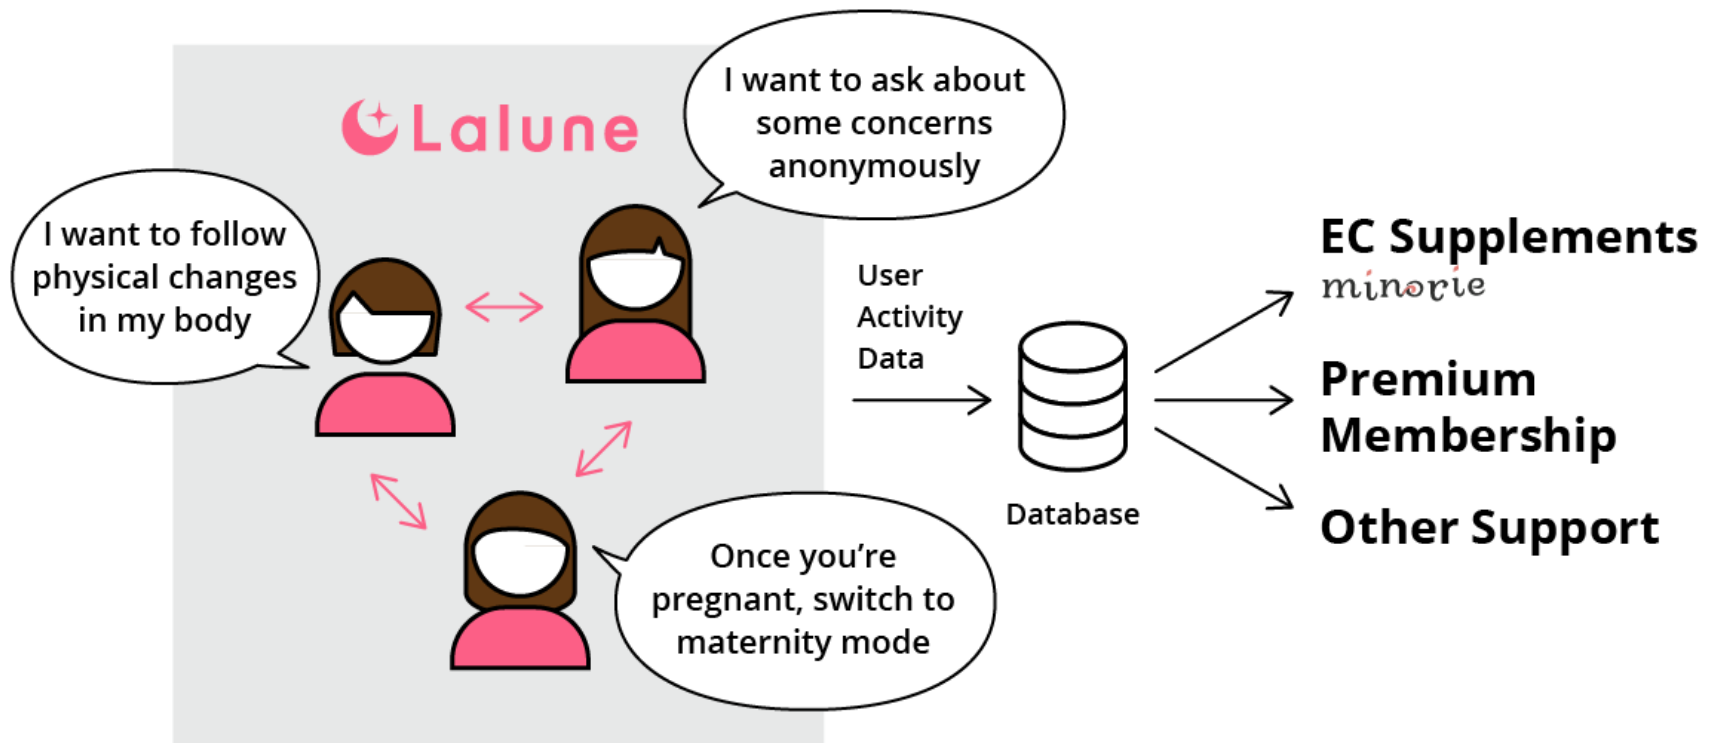 Lalune
I want to ask about
some concerns
anonymously
I want to follow
physical changes
in my body
Once you’re
pregnant, switch to
maternity mode
User
Activity
Data
Database
EC Supplements
minorie
Premium
Membership
Other Support